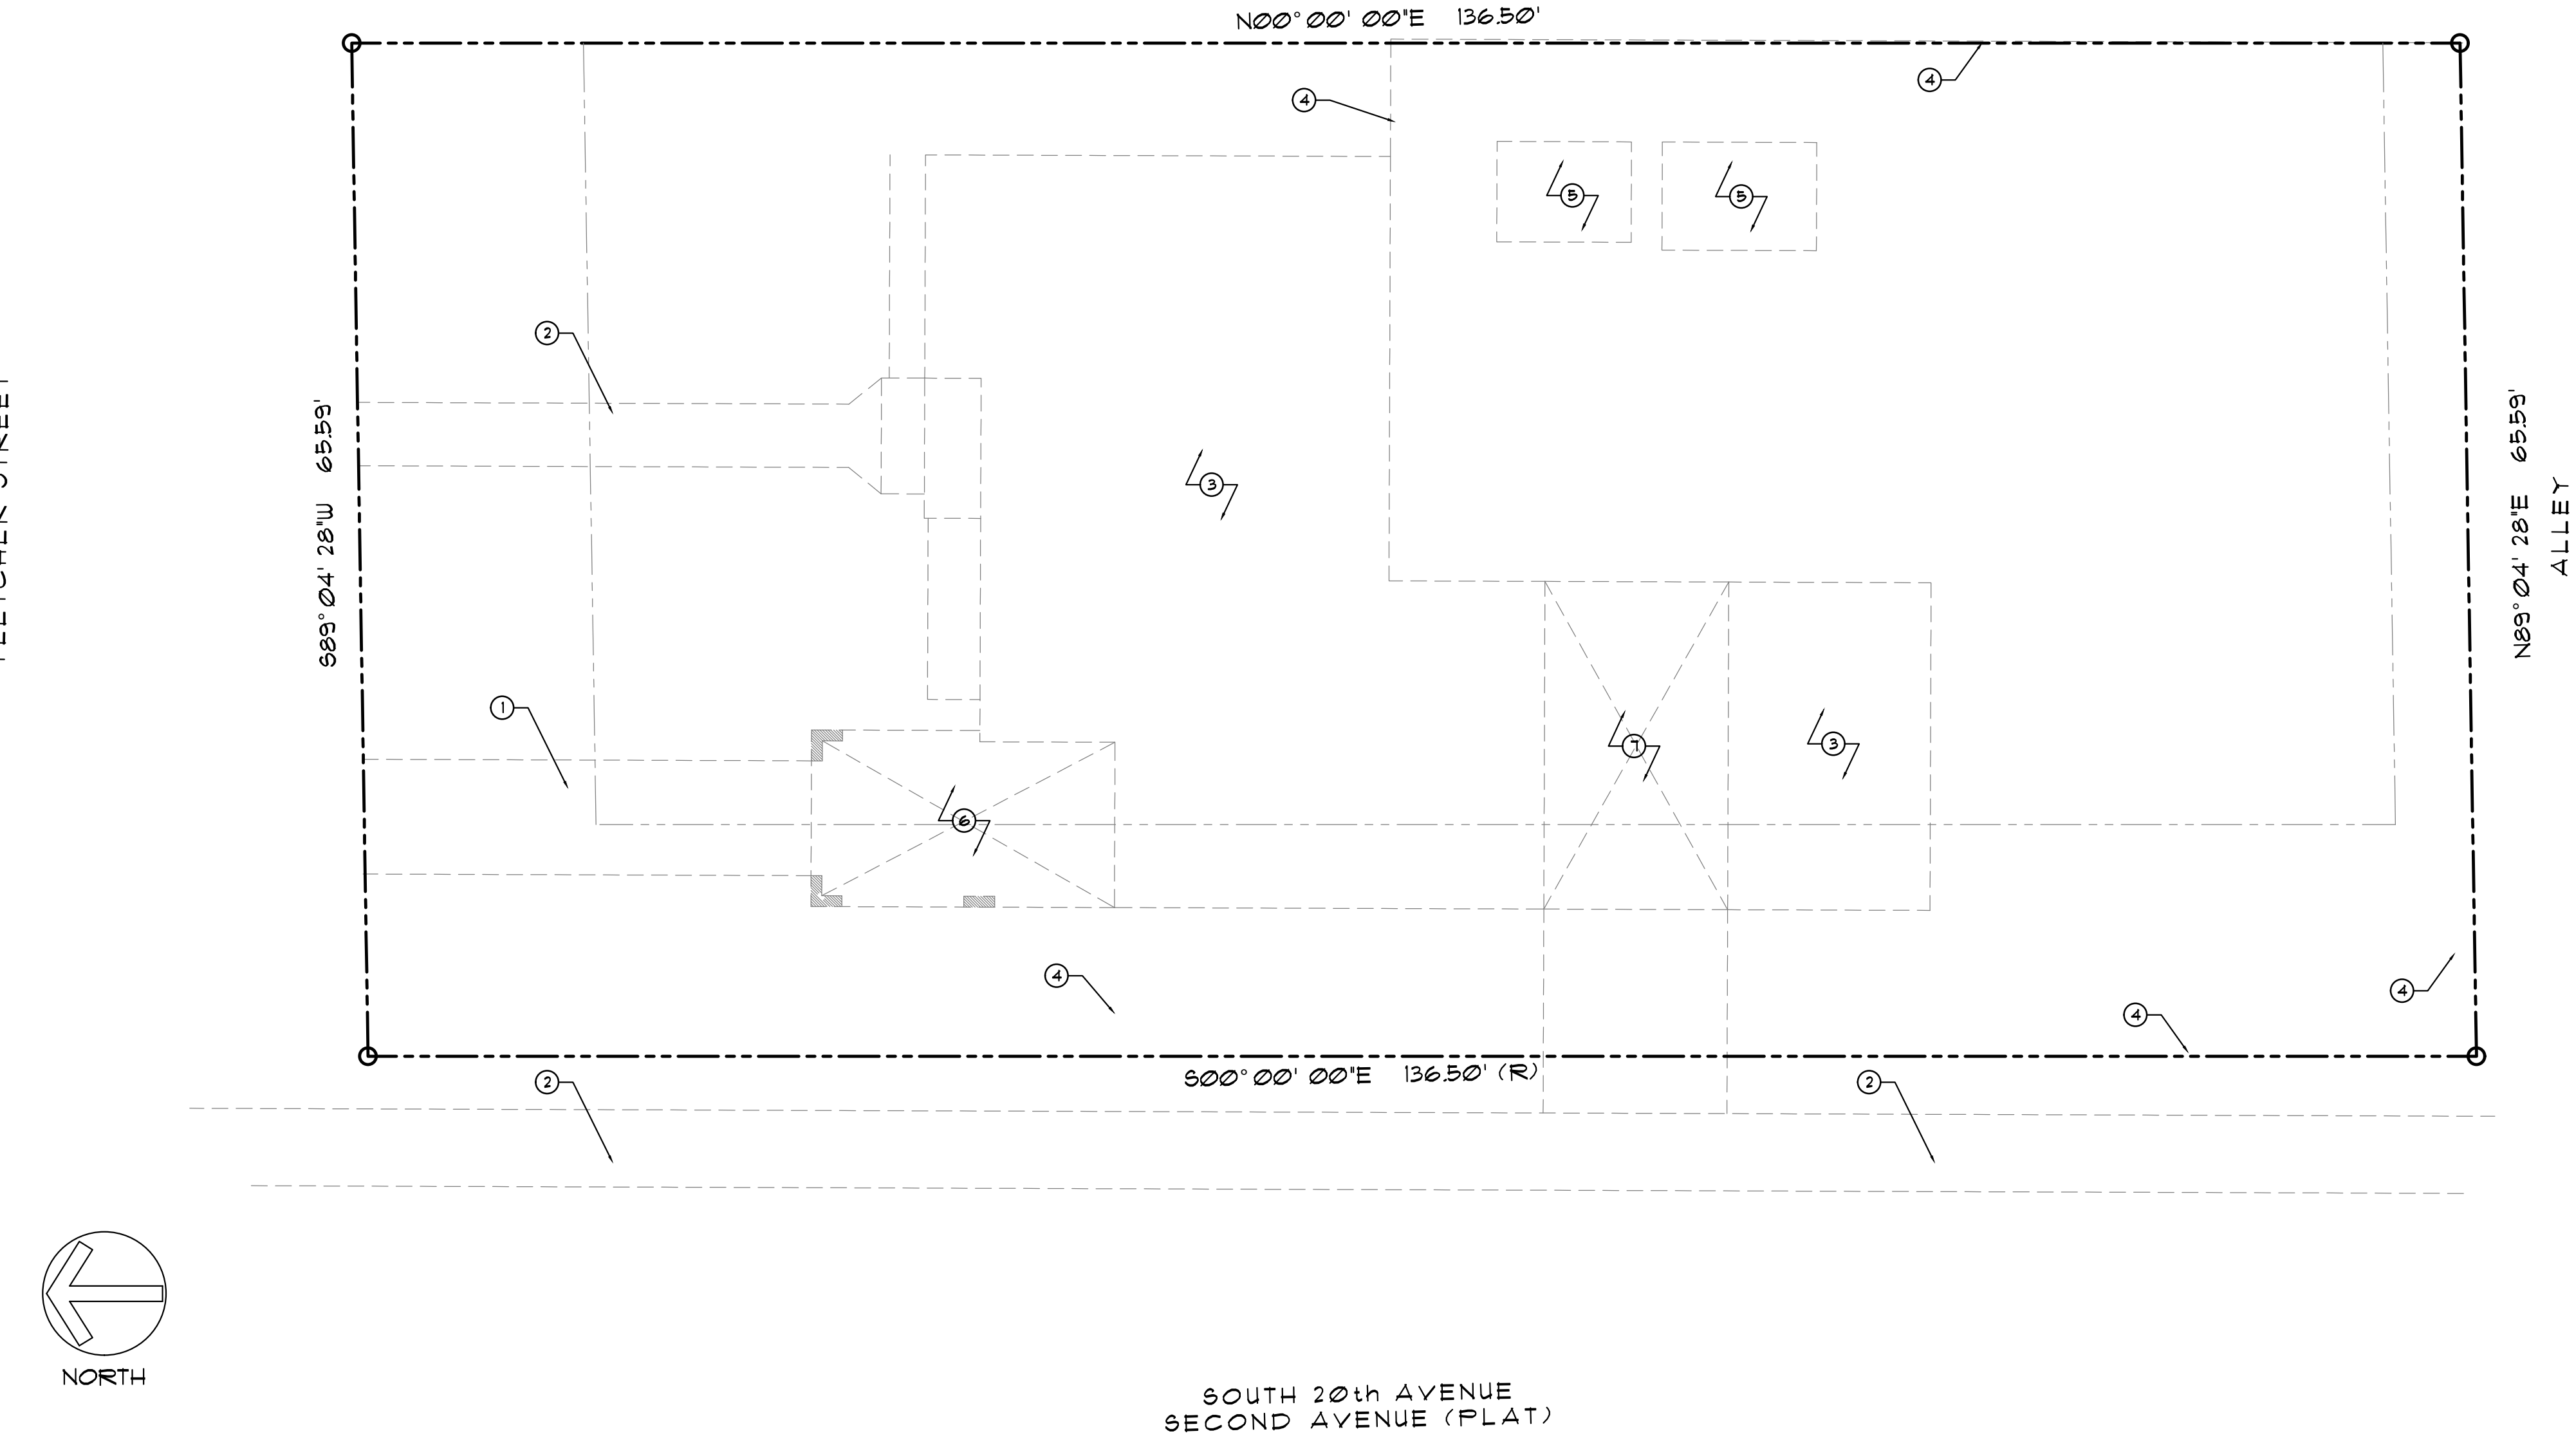 N00°00' 00"E 136.50'
4
4
5
5
2
S89°04' 28"W 65.59'
N89°04' 28"E 65.59'
ALLEY
3
1
7
3
6
4
4
4
S00°00' 00"E 136.50' (R)
2
2
NORTH
SOUTH 20th AVENUE
SECOND AVENUE (PLAT)